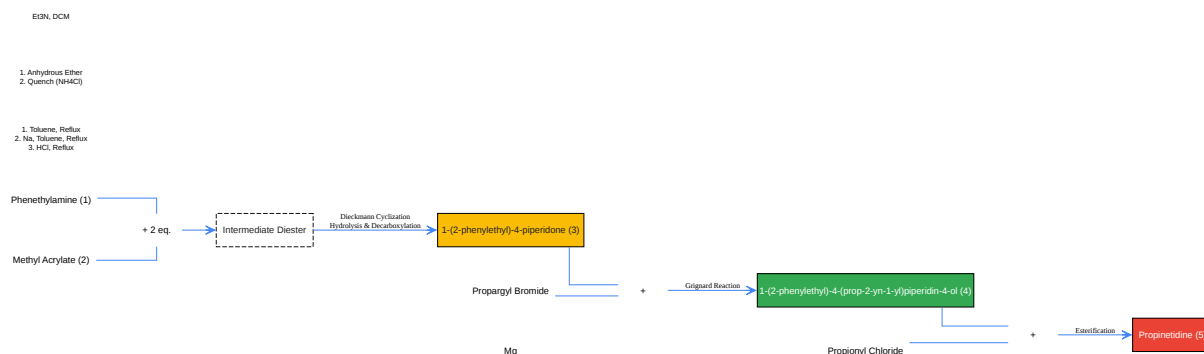 Et3N, DCM
1. Anhydrous Ether
2. Quench (NH4Cl)
1. Toluene, Reflux
2. Na, Toluene, Reflux
3. HCl, Reflux
Phenethylamine (1)
Methyl Acrylate (2)
+ 2 eq.
Intermediate Diester
Dieckmann Cyclization
Hydrolysis & Decarboxylation
1-(2-phenylethyl)-4-piperidone (3)
Propargyl Bromide
+
Mg
Grignard Reaction
1-(2-phenylethyl)-4-(prop-2-yn-1-yl)piperidin-4-ol (4)
Propionyl Chloride
+
Esterification
Propinetidine (5